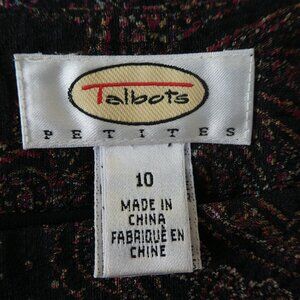 Talbots
PETITES
10
MADE IN
CHINA
FABRIQUÉ EN
CHINE